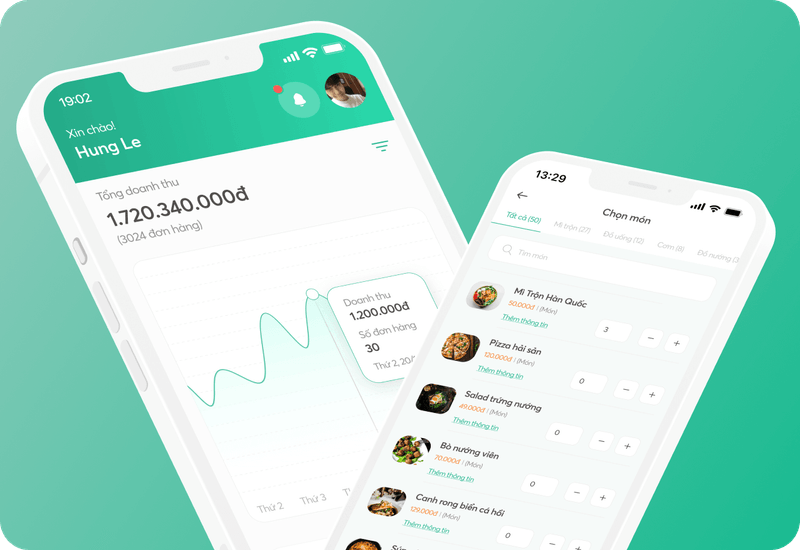 19:02
Xin chào!
Hung Le
Tổng doanh thu
1.720.340.000đ
(3024 đơn hàng)
Doanh thu
1.200.000đ
Số đơn hàng
30
Thứ 2, 20/
Thứ 2
Thứ 3
13:29
Chọn món
Tất cả (50)
Mì trộn (27)
Đồ uống (12)
Cơm (8)
Đồ nướng (2
Tìm món
Mì Trộn Hàn Quốc
50.000đ | (Món)
Thêm thông tin
3
Pizza hải sản
120.000đ | (Món)
Thêm thông tin
0
Salad trứng nướng
49.000đ | (Món)
Thêm thông tin
0
Bò nướng viên
70.000đ | (Món)
Thêm thông tin
0
Canh rong biển cá hồi
129.000đ | (Món)
Thêm thông tin
0